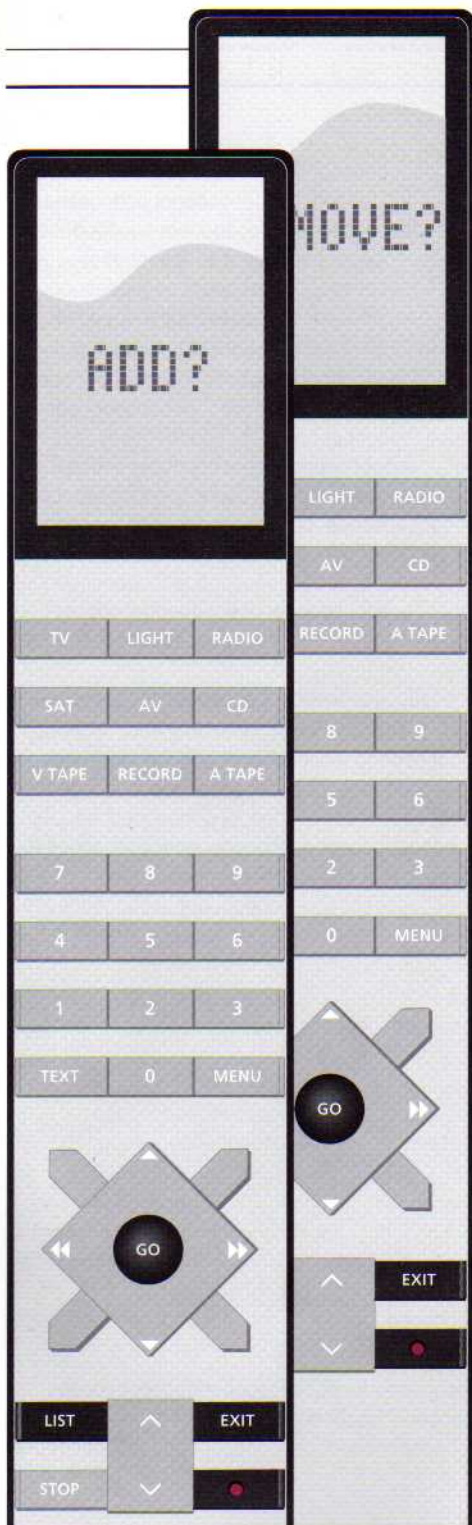 MOVE?
ADD?
LIGHT RADIO
AV CD
RECORD A TAPE
8 9
5 6
2 3
0 MENU
GO
EXIT
TV LIGHT RADIO
SAT AV CD
V TAPE RECORD A TAPE
7 8 9
4 5 6
1 2 3
TEXT 0 MENU
GO
LIST EXIT
STOP